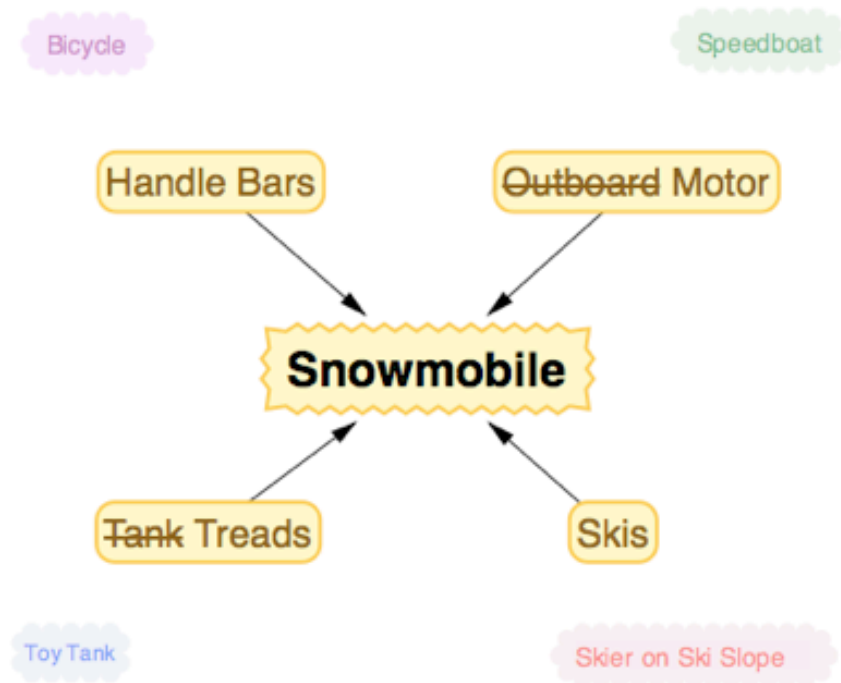 Bicycle
Speedboat
Handle Bars
Outboard Motor
Snowmobile
Tank Treads
Skis
Toy Tank
Skier on Ski Slope